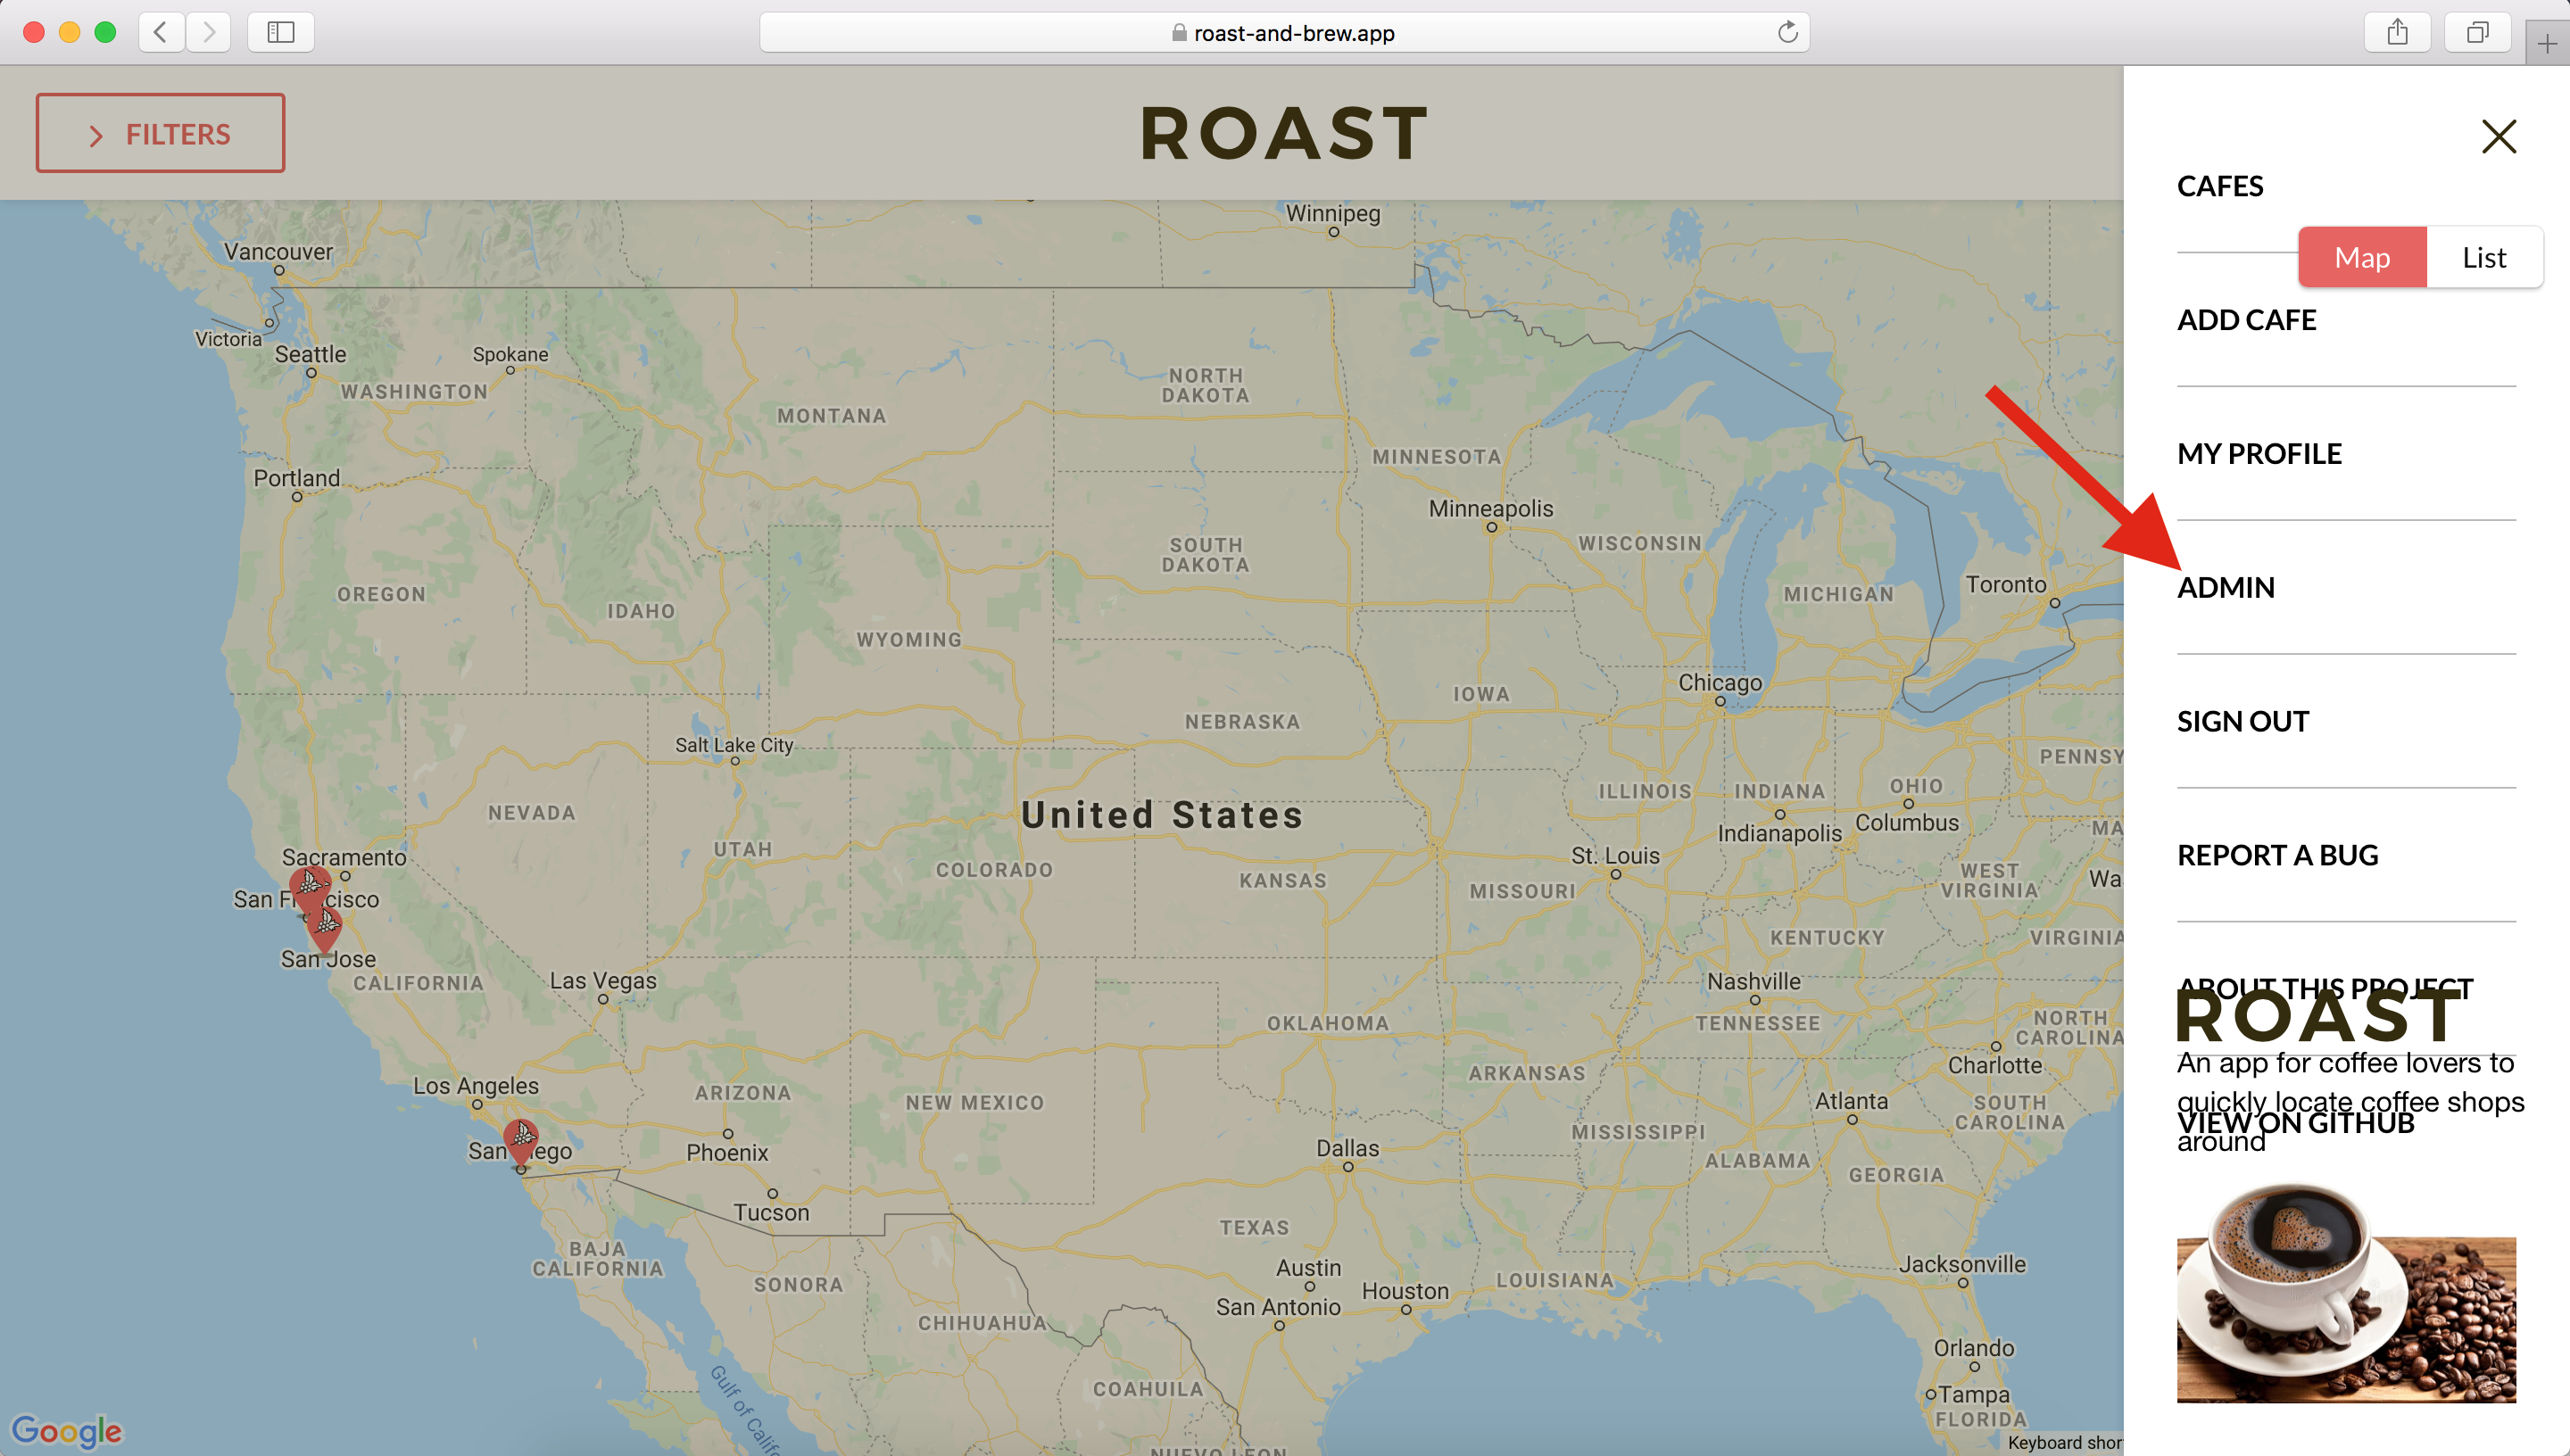 roast-and-brew.app
FILTERS
ROAST
CAFES
Map
List
ADD CAFE
MY PROFILE
ADMIN
SIGN OUT
REPORT A BUG
ABOUT THIS PROJECT
ROAST
An app for coffee lovers to
quickly locate coffee shops
around
VIEW ON GITHUB
Winnipeg
Vancouver
Victoria
Seattle
Spokane
WASHINGTON
NORTH
DAKOTA
MONTANA
MINNESOTA
Portland
Minneapolis
WISCONSIN
SOUTH
DAKOTA
OREGON
IDAHO
MICHIGAN
Toronto
WYOMING
Chicago
IOWA
NEBRASKA
Salt Lake City
PENNSY
ILLINOIS
INDIANA
OHIO
NEVADA
United States
Indianapolis
Columbus
MA
UTAH
Sacramento
St. Louis
COLORADO
KANSAS
MISSOURI
WEST
VIRGINIA
Wa
San Fr cisco
KENTUCKY
VIRGINIA
San Jose
CALIFORNIA
Las Vegas
Nashville
OKLAHOMA
TENNESSEE
NORTH
CAROLINA
Charlotte
Los Angeles
ARIZONA
NEW MEXICO
ARKANSAS
Atlanta
SOUTH
CAROLINA
San iego
Phoenix
Dallas
MISSISSIPPI
ALABAMA
GEORGIA
Tucson
TEXAS
BAJA
CALIFORNIA
SONORA
Austin
Houston
LOUISIANA
Jacksonville
San Antonio
CHIHUAHUA
Orlando
COAHUILA
Gulf of Califo
Tampa
FLORIDA
Google
NUEVO LEON
Keyboard shor